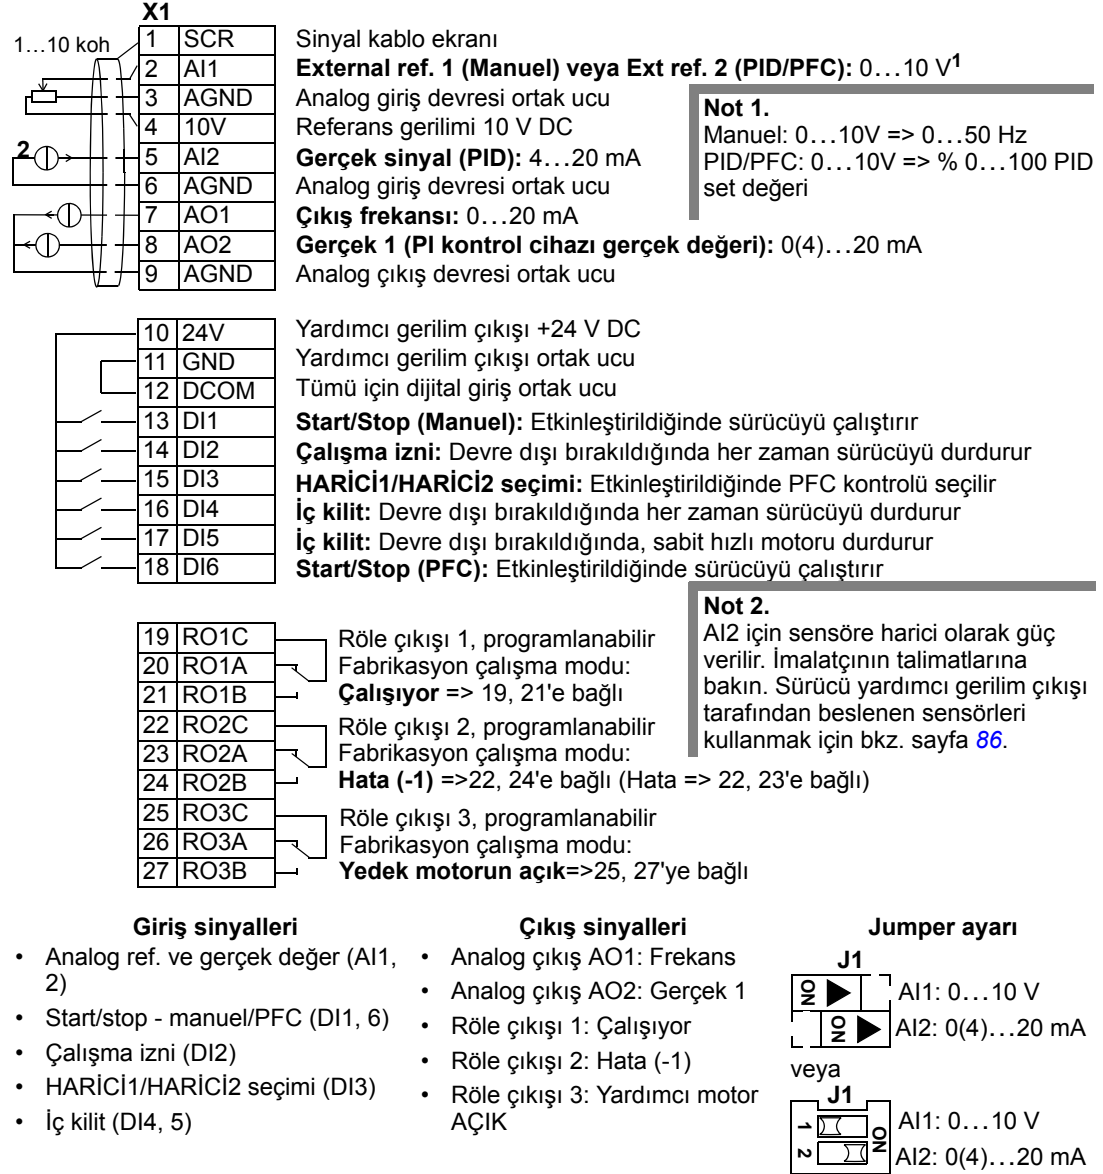 X1
1…10 koh
1 SCR Sinyal kablo ekranı
2 AI1 External ref. 1 (Manuel) veya Ext ref. 2 (PID/PFC): 0…10 V1
3 AGND Analog giriş devresi ortak ucu
4 10V Referans gerilimi 10 V DC
2
5 AI2 Gerçek sinyal (PID): 4…20 mA
6 AGND Analog giriş devresi ortak ucu
7 AO1 Çıkış frekansı: 0…20 mA
8 AO2 Gerçek 1 (PI kontrol cihazı gerçek değeri): 0(4)…20 mA
9 AGND Analog çıkış devresi ortak ucu
Not 1.
Manuel: 0…10V => 0…50 Hz
PID/PFC: 0…10V => % 0…100 PID
set değeri
10 24V Yardımcı gerilim çıkışı +24 V DC
11 GND Yardımcı gerilim çıkışı ortak ucu
12 DCOM Tümü için dijital giriş ortak ucu
13 DI1 Start/Stop (Manuel): Etkinleştirildiğinde sürücüyü çalıştırır
14 DI2 Çalışma izni: Devre dışı bırakıldığında her zaman sürücüyü durdurur
15 DI3 HARİCİ1/HARİCİ2 seçimi: Etkinleştirildiğinde PFC kontrolü seçilir
16 DI4 İç kilit: Devre dışı bırakıldığında her zaman sürücüyü durdurur
17 DI5 İç kilit: Devre dışı bırakıldığında, sabit hızlı motoru durdurur
18 DI6 Start/Stop (PFC): Etkinleştirildiğinde sürücüyü çalıştırır
19 RO1C Röle çıkışı 1, programlanabilir
20 RO1A Fabrikasyon çalışma modu:
21 RO1B Çalışıyor => 19, 21'e bağlı
22 RO2C Röle çıkışı 2, programlanabilir
23 RO2A Fabrikasyon çalışma modu:
24 RO2B Hata (-1) =>22, 24'e bağlı (Hata => 22, 23'e bağlı)
25 RO3C Röle çıkışı 3, programlanabilir
26 RO3A Fabrikasyon çalışma modu:
27 RO3B Yedek motorun açık=>25, 27'ye bağlı
Not 2.
AI2 için sensöre harici olarak güç
verilir. İmalatçının talimatlarına
bakın. Sürücü yardımcı gerilim çıkışı
tarafından beslenen sensörleri
kullanmak için bkz. sayfa 86.
Giriş sinyalleri
• Analog ref. ve gerçek değer (AI1,
2)
• Start/stop - manuel/PFC (DI1, 6)
• Çalışma izni (DI2)
• HARİCİ1/HARİCİ2 seçimi (DI3)
• İç kilit (DI4, 5)
Çıkış sinyalleri
• Analog çıkış AO1: Frekans
• Analog çıkış AO2: Gerçek 1
• Röle çıkışı 1: Çalışıyor
• Röle çıkışı 2: Hata (-1)
• Röle çıkışı 3: Yardımcı motor
AÇIK
Jumper ayarı
J1
ON AI1: 0…10 V
ON AI2: 0(4)…20 mA
veya
J1
1 AI1: 0…10 V
ON
2 AI2: 0(4)…20 mA